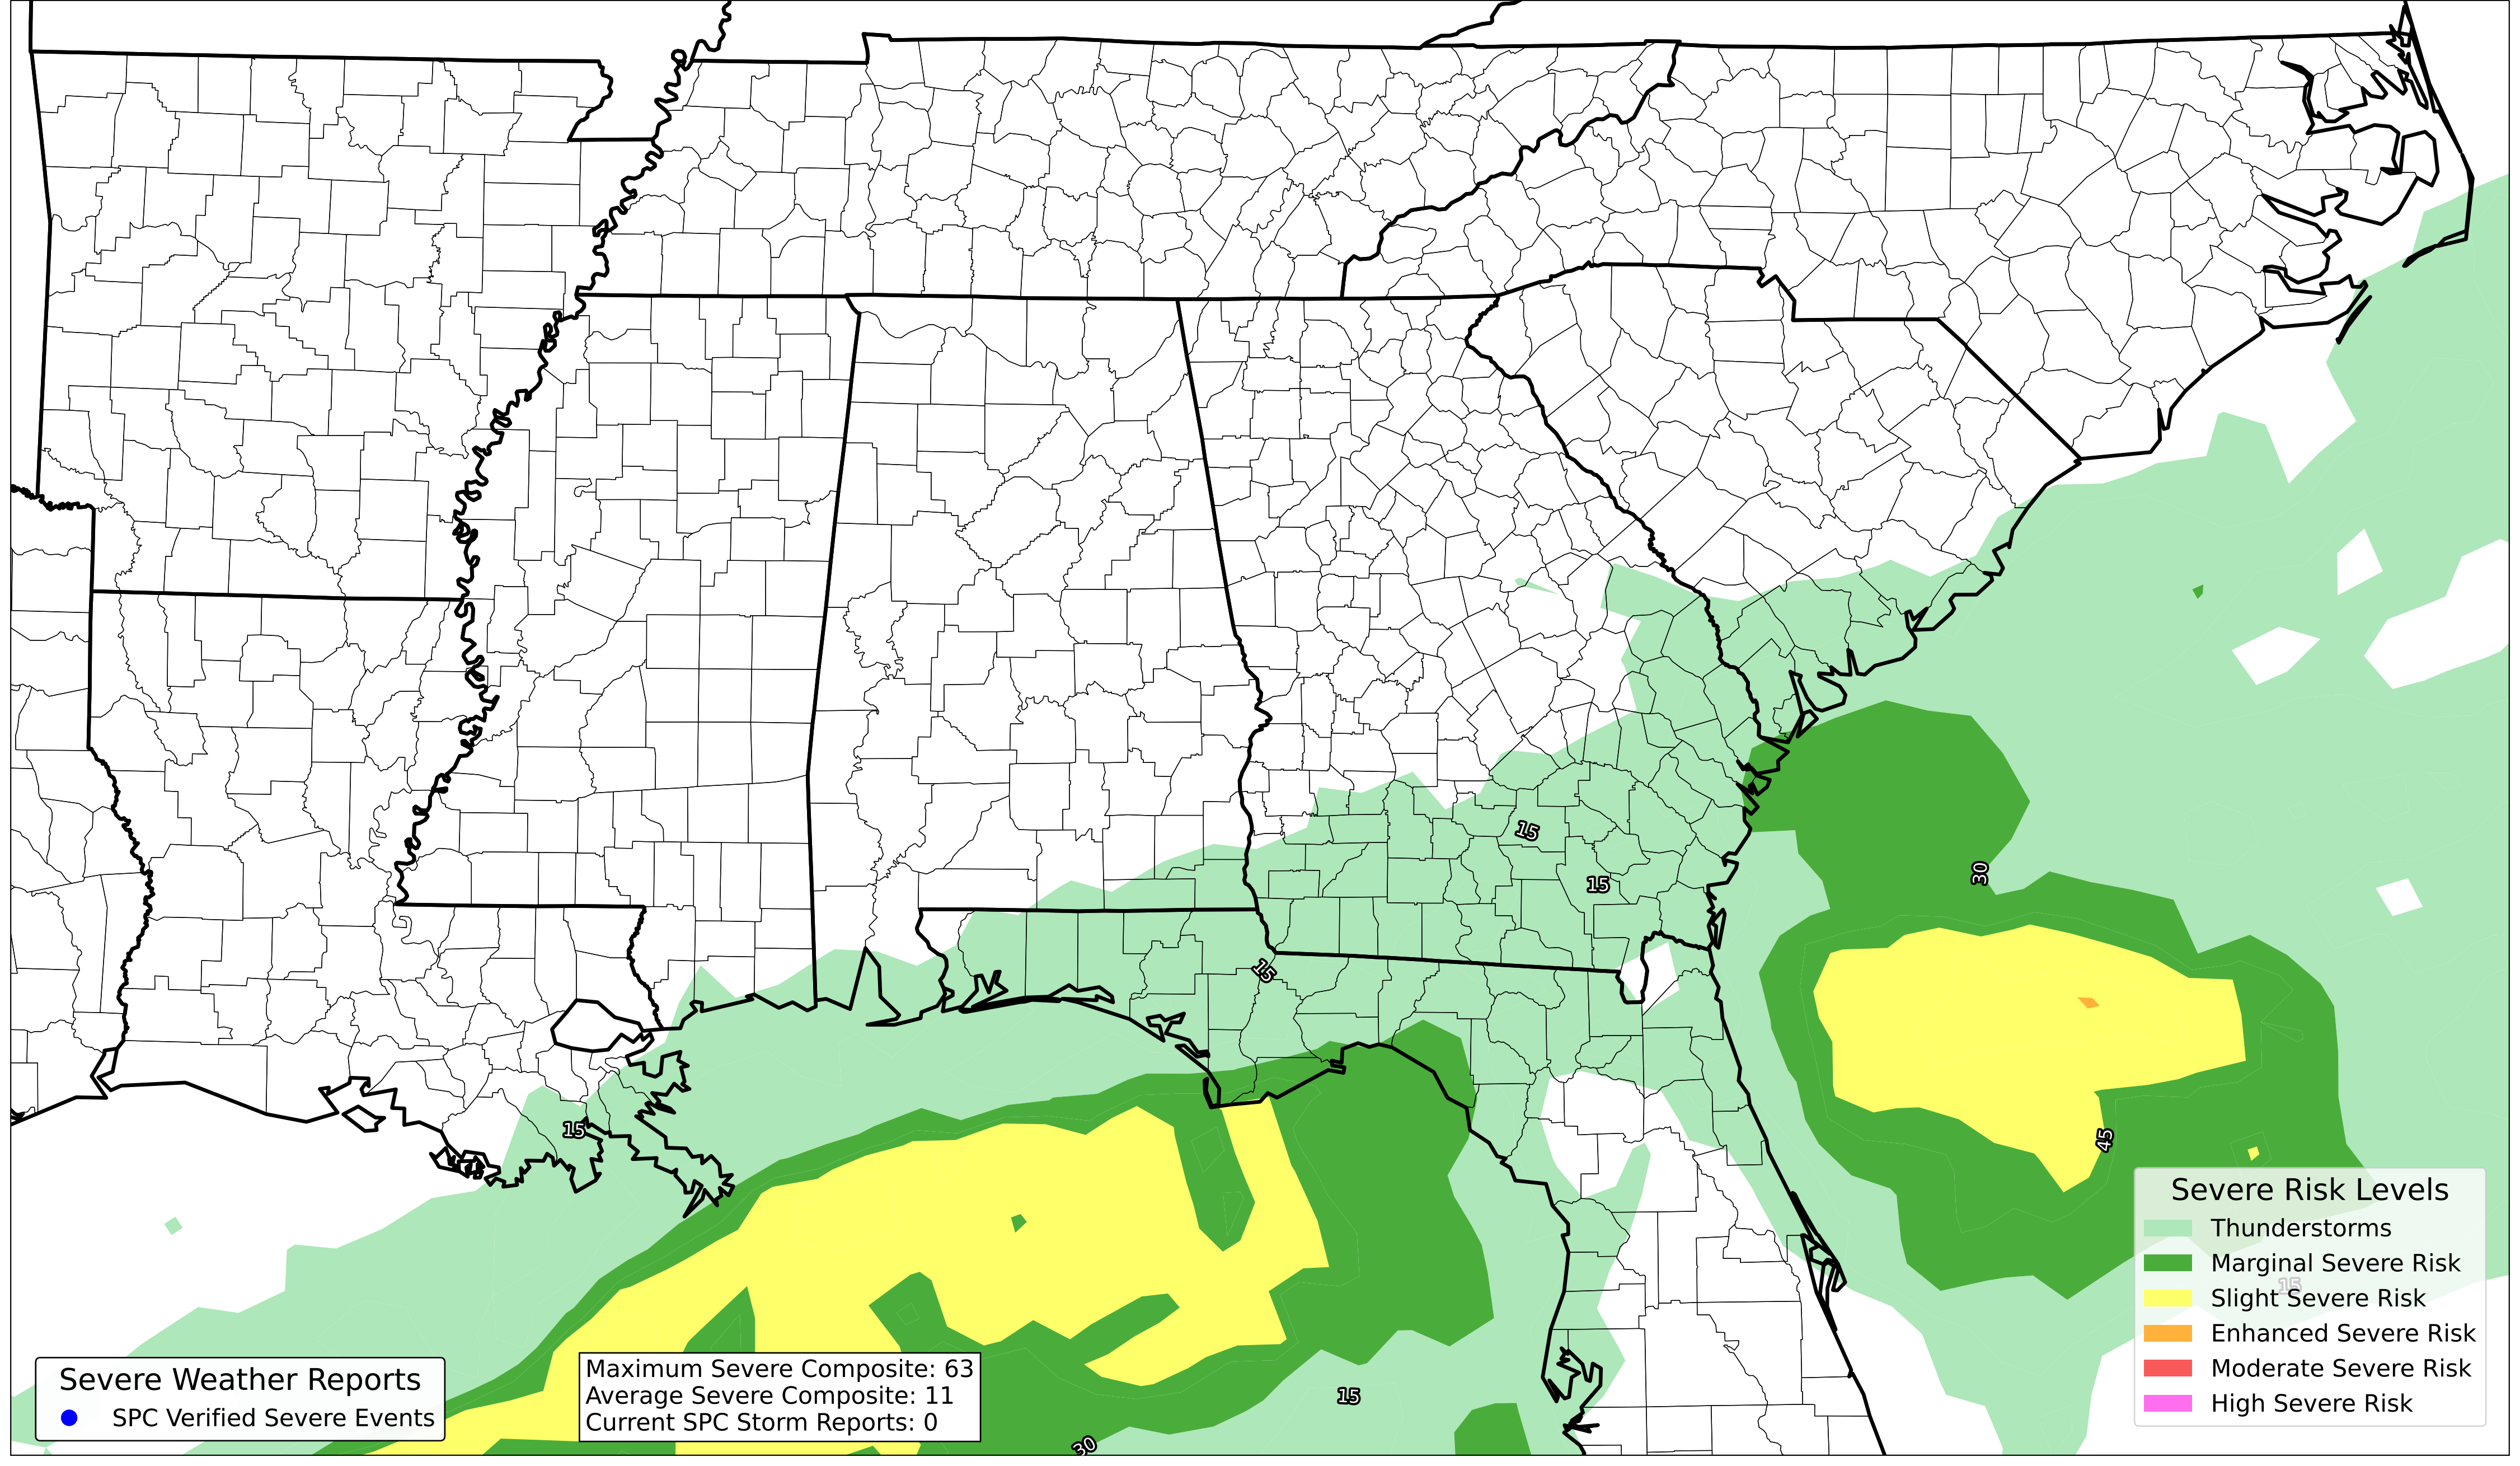 15
15
30
15
15
45
15
15
30
Severe Risk Levels
Thunderstorms
Marginal Severe Risk
Slight Severe Risk
Enhanced Severe Risk
Moderate Severe Risk
High Severe Risk
Severe Weather Reports
SPC Verified Severe Events
Maximum Severe Composite: 63
Average Severe Composite: 11
Current SPC Storm Reports: 0